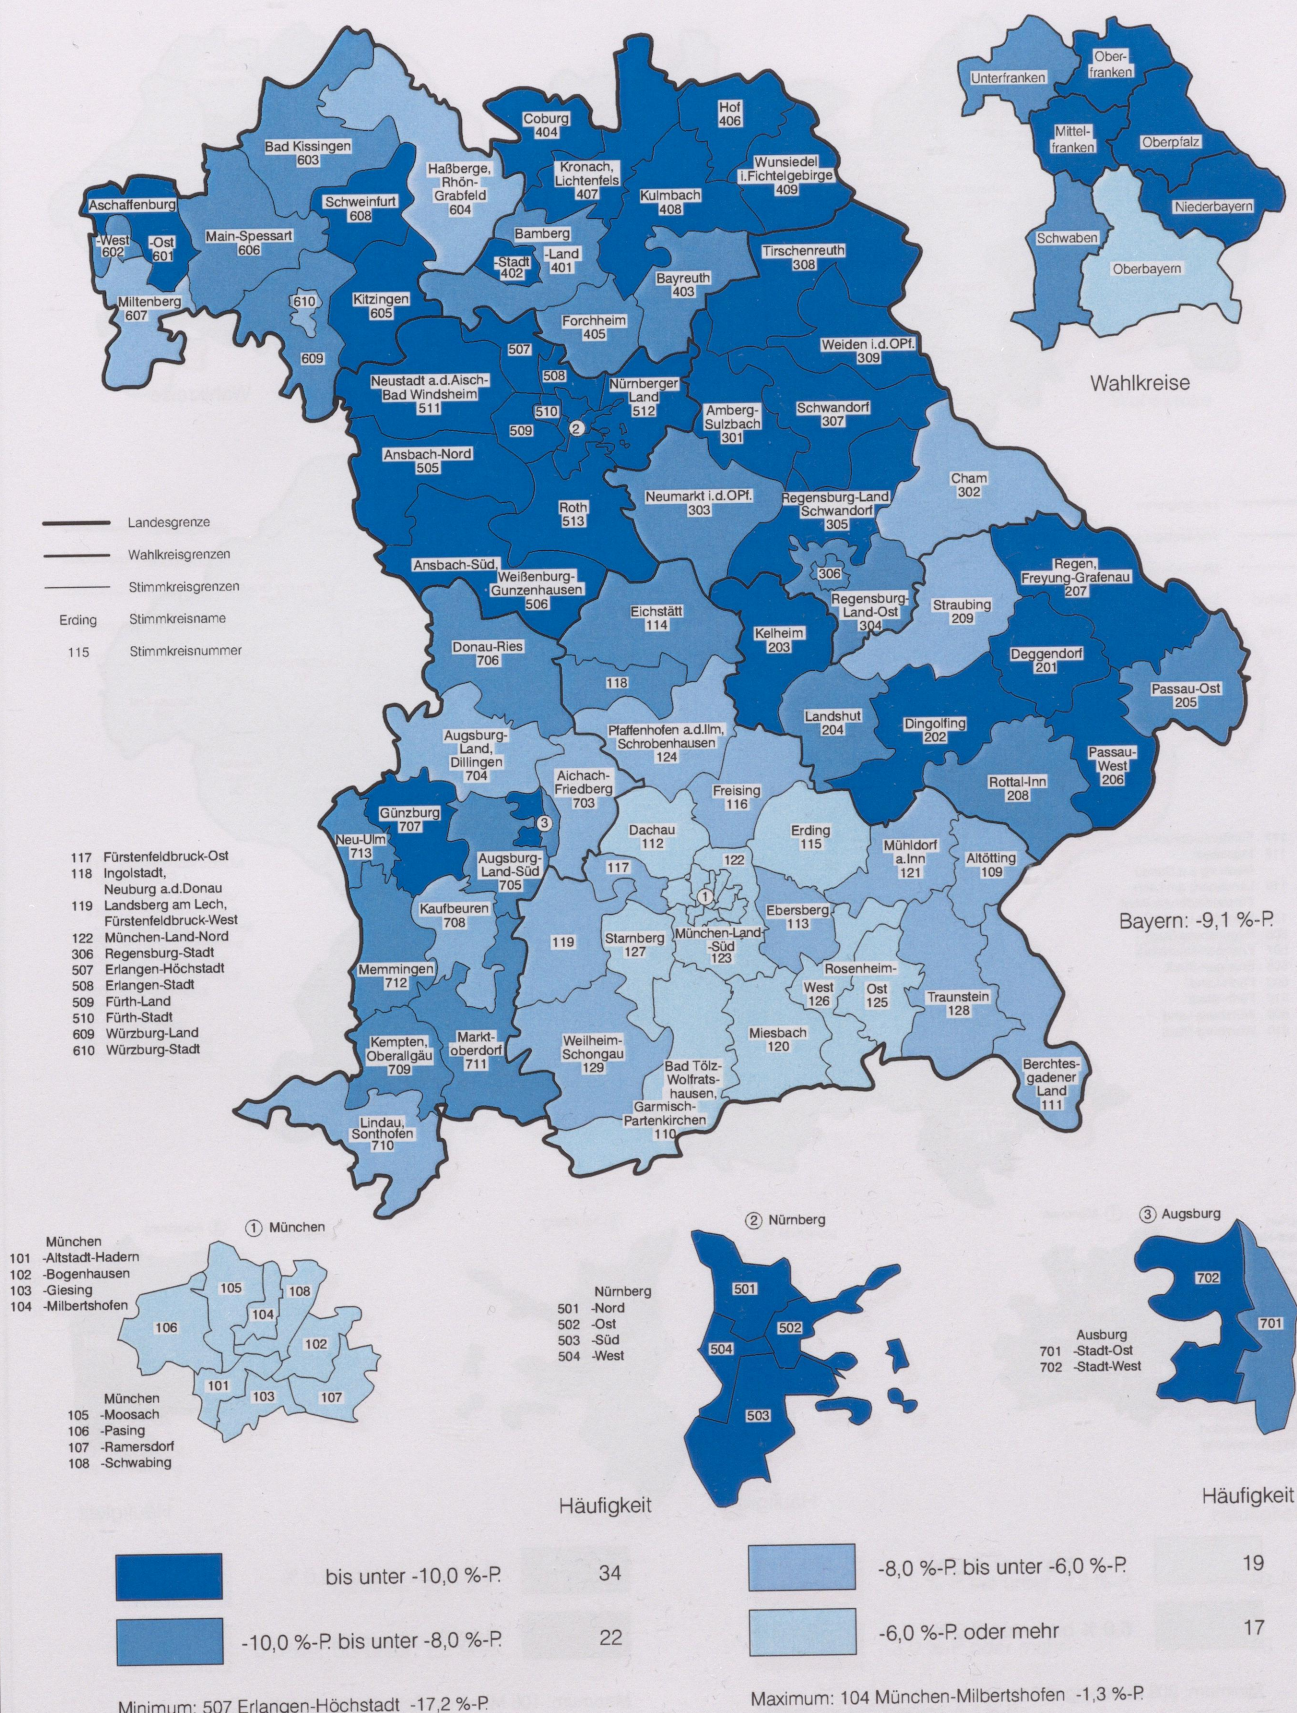 Unterfranken
Ober-
franken
Mittel-
franken
Oberpfalz
Niederbayern
Schwaben
Oberbayern
Wahlkreise
Coburg
404
Hof
406
Bad Kissingen
603
Haßberge,
Rhön-
Grabfeld
604
Kronach,
Lichtenfels
407
Kulmbach
408
Wunsiedel
i.Fichtelgebirge
409
Aschaffenburg
-West
602
-Ost
601
Schweinfurt
608
Main-Spessart
606
Miltenberg
607
610
609
Kitzingen
605
Bamberg
-Stadt
402
-Land
401
Bayreuth
403
Forchheim
405
Tirschenreuth
308
Weiden i.d.OPf.
309
507
508
510
509
2
Neustadt a.d.Aisch-
Bad Windsheim
511
Nürnberger
Land
512
Amberg-
Sulzbach
301
Schwandorf
307
Ansbach-Nord
505
Roth
513
Neumarkt i.d.OPf.
303
Regensburg-Land,
Schwandorf
305
Cham
302
Landesgrenze
Wahlkreisgrenzen
Stimmkreisgrenzen
Erding Stimmkreisname
115 Stimmkreisnummer
Ansbach-Süd,
Weißenburg-
Gunzenhausen
506
306
Regensburg-
Land-Ost
304
Straubing
209
Regen,
Freyung-Grafenau
207
Eichstätt
114
Kelheim
203
Donau-Ries
706
118
Deggendorf
201
Passau-Ost
205
Landshut
204
Dingolfing
202
Passau-
West
206
Rottal-Inn
208
Augsburg-
Land,
Dillingen
704
Pfaffenhofen a.d.Ilm,
Schrobenhausen
124
Aichach-
Friedberg
703
Freising
116
Günzburg
707
3
Neu-Ulm
713
Augsburg-
Land-Süd
705
Dachau
112
Erding
115
Mühldorf
a.Inn
121
Altötting
109
117
122
1
Kaufbeuren
708
Ebersberg
113
119
Starnberg
127
München-Land-
-Süd
123
Memmingen
712
Rosenheim-
West
126
Ost
125
Traunstein
128
Kempten,
Oberallgäu
709
Markt-
oberdorf
711
Weilheim-
Schongau
129
Miesbach
120
Bad Tölz-
Wolfrats-
hausen,
Garmisch-
Partenkirchen
110
Berchtes-
gadener
Land
111
Lindau,
Sonthofen
710
117 Fürstenfeldbruck-Ost
118 Ingolstadt,
Neuburg a.d.Donau
119 Landsberg am Lech,
Fürstenfeldbruck-West
122 München-Land-Nord
306 Regensburg-Stadt
507 Erlangen-Höchstadt
508 Erlangen-Stadt
509 Fürth-Land
510 Fürth-Stadt
609 Würzburg-Land
610 Würzburg-Stadt
Bayern: -9,1 %-P.
1 München
München
101 -Altstadt-Hadern
102 -Bogenhausen
103 -Giesing
104 -Milbertshofen
105
108
104
106
102
101
103
107
München
105 -Moosach
106 -Pasing
107 -Ramersdorf
108 -Schwabing
2 Nürnberg
Nürnberg
501 -Nord
502 -Ost
503 -Süd
504 -West
501
502
504
503
3 Augsburg
702
701
Ausburg
701 -Stadt-Ost
702 -Stadt-West
Häufigkeit
bis unter -10,0 %-P. 34
-10,0 %-P. bis unter -8,0 %-P. 22
Minimum: 507 Erlangen-Höchstadt -17,2 %-P.
Häufigkeit
-8,0 %-P. bis unter -6,0 %-P. 19
-6,0 %-P. oder mehr 17
Maximum: 104 München-Milbertshofen -1,3 %-P.